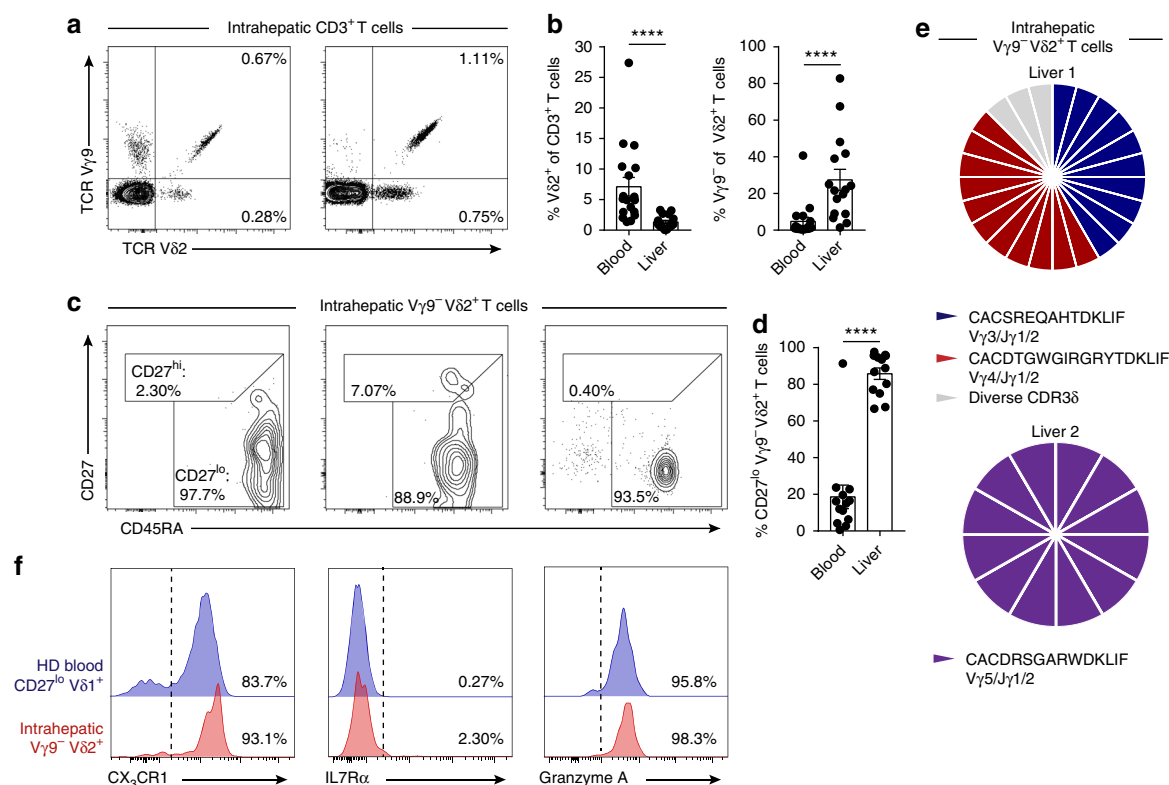 a
Intrahepatic CD3⁺ T cells
0.67%
1.11%
0.28%
0.75%
TCR Vγ9
TCR Vδ2
b
****
****
% Vδ2⁺ of CD3⁺ T cells
30
25
20
15
10
5
0
Blood
Liver
% Vγ9⁻ of Vδ2⁺ T cells
100
80
60
40
20
0
Blood
Liver
c
Intrahepatic Vγ9⁻ Vδ2⁺ T cells
CD27ʰⁱ:
2.30%
CD27ˡᵒ:
97.7%
7.07%
88.9%
0.40%
93.5%
CD27
CD45RA
d
****
% CD27ˡᵒ Vγ9⁻ Vδ2⁺ T cells
100
80
60
40
20
0
Blood
Liver
e
Intrahepatic
Vγ9⁻ Vδ2⁺ T cells
Liver 1
CACSREQAHTDKLIF
Vγ3/Jγ1/2
CACDTGWGIRGRYTDKLIF
Vγ4/Jγ1/2
Diverse CDR3δ
Liver 2
CACDRSGARWDKLIF
Vγ5/Jγ1/2
f
HD blood
CD27ˡᵒ Vδ1⁺
Intrahepatic
Vγ9⁻ Vδ2⁺
83.7%
93.1%
CX₃CR1
0.27%
2.30%
IL7Rα
95.8%
98.3%
Granzyme A